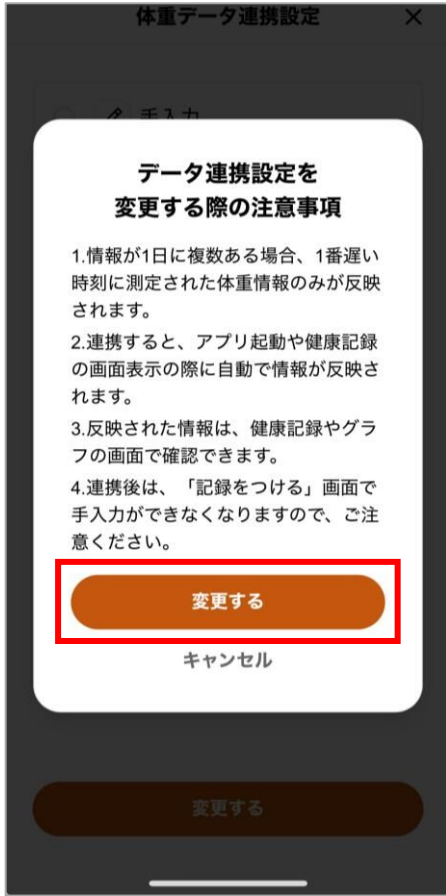 体重データ連携設定
手入力
データ連携設定を
変更する際の注意事項
1.情報が1日に複数ある場合、1番遅い
時刻に測定された体重情報のみが反映
されます。
2.連携すると、アプリ起動や健康記録
の画面表示の際に自動で情報が反映さ
れます。
3.反映された情報は、健康記録やグラ
フの画面で確認できます。
4.連携後は、「記録をつける」画面で
手入力ができなくなりますので、ご注
意ください。
変更する
キャンセル
変更する